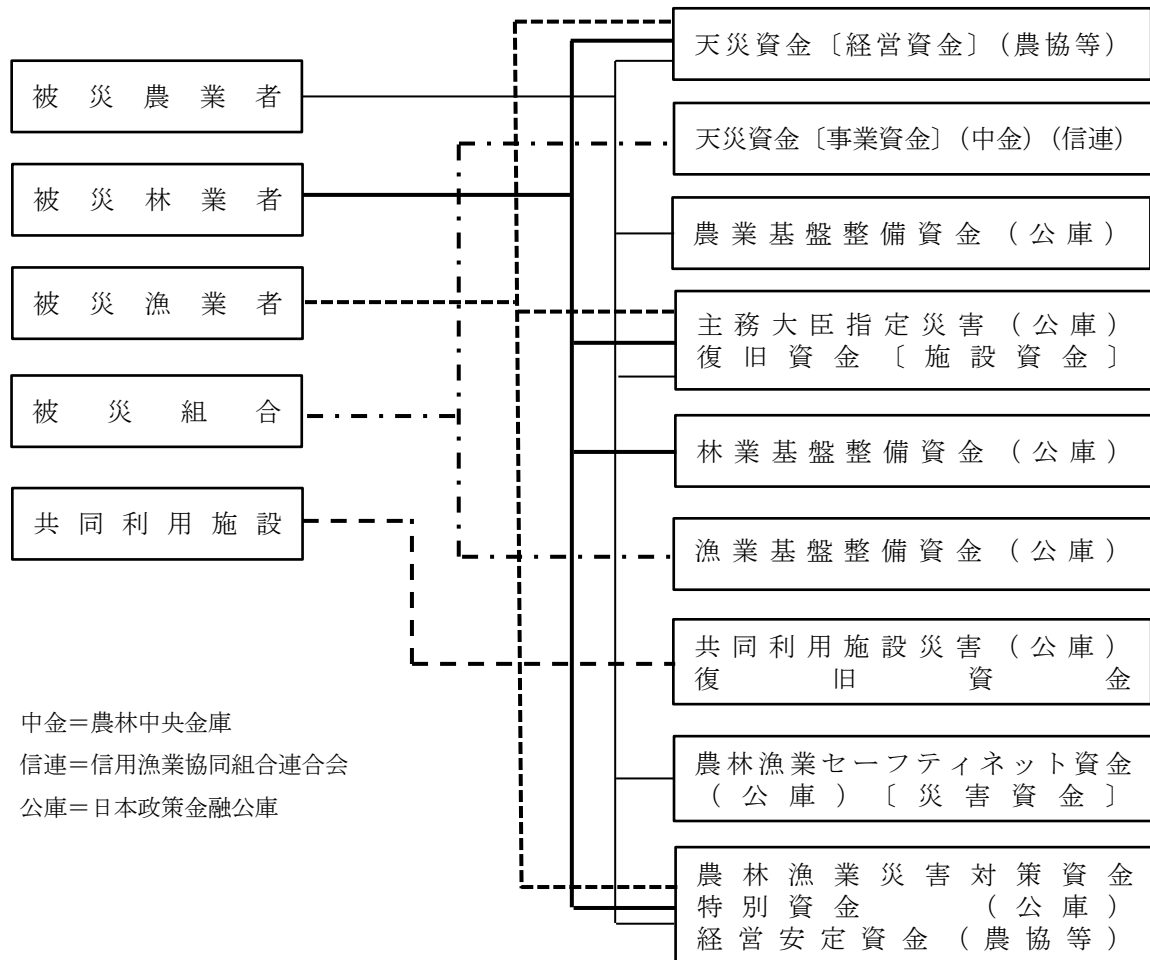 被災農業者
被災林業者
被災漁業者
被災組合
共同利用施設
中金＝農林中央金庫
信連＝信用漁業協同組合連合会
公庫＝日本政策金融公庫
天災資金〔経営資金〕（農協等）
天災資金〔事業資金〕（中金）（信連）
農業基盤整備資金（公庫）
主務大臣指定災害（公庫）
復旧資金〔施設資金〕
林業基盤整備資金（公庫）
漁業基盤整備資金（公庫）
共同利用施設災害（公庫）
復旧資金
農林漁業セーフティネット資金
（公庫）〔災害資金〕
農林漁業災害対策資金
特別資金（公庫）
経営安定資金（農協等）